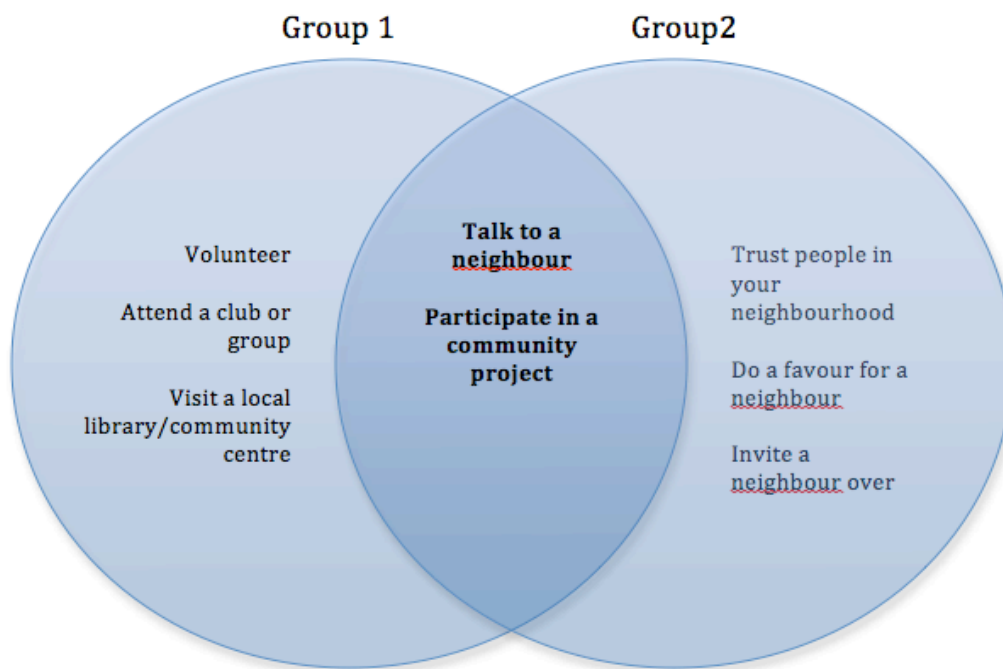 Group 1
Group2
Volunteer
Attend a club or
group
Visit a local
library/community
centre
Talk to a
neighbour
Participate in a
community
project
Trust people in
your
neighbourhood
Do a favour for a
neighbour
Invite a
neighbour over